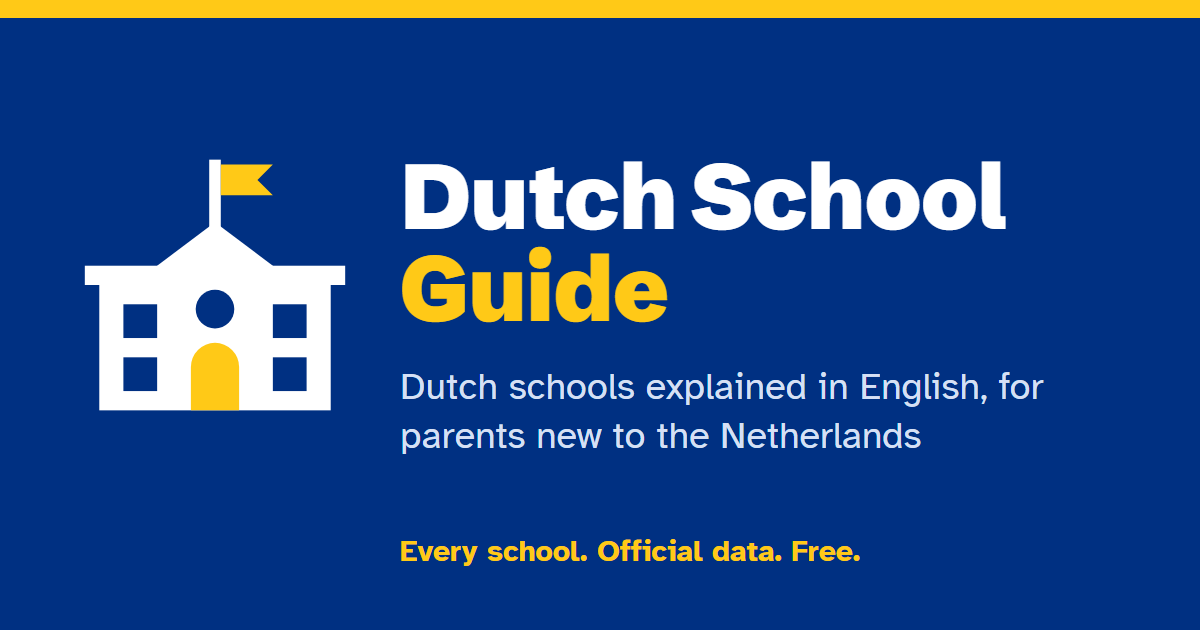 Dutch School
Guide
Dutch schools explained in English, for
parents new to the Netherlands
Every school. Official data. Free.